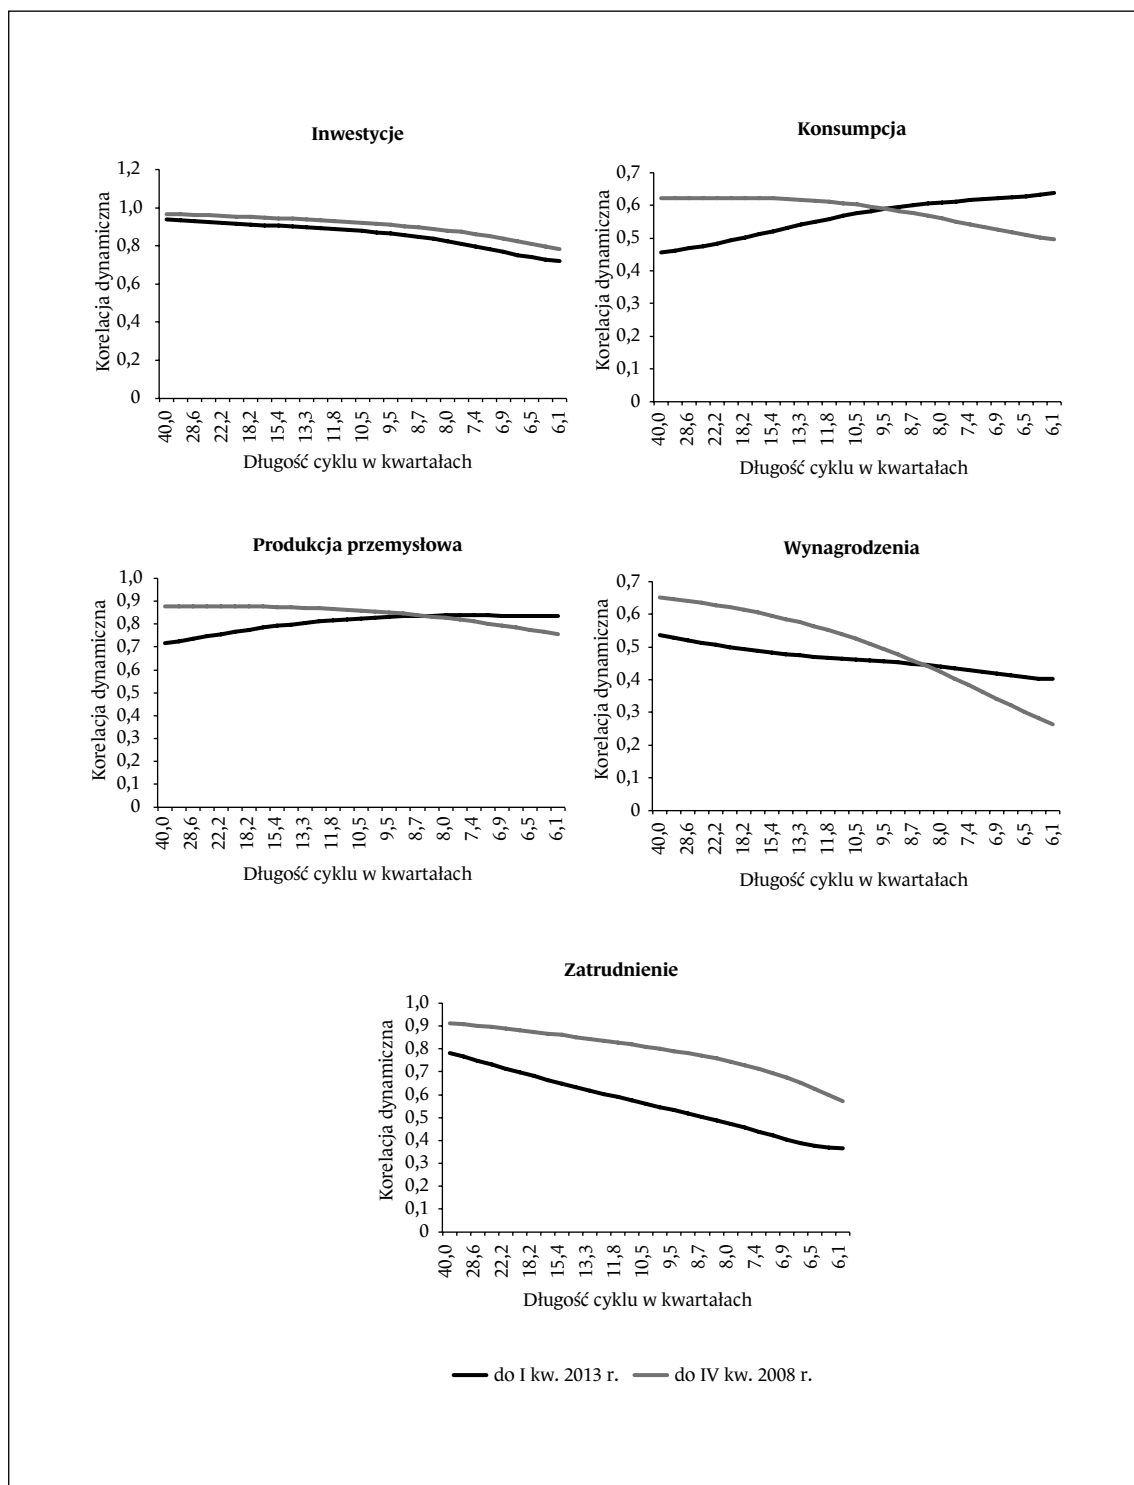 Inwestycje
Korelacja dynamiczna
1,2
1,0
0,8
0,6
0,4
0,2
0
40,0 28,6 22,2 18,2 15,4 13,3 11,8 10,5 9,5 8,7 8,0 7,4 6,9 6,5 6,1
Długość cyklu w kwartałach
Konsumpcja
Korelacja dynamiczna
0,7
0,6
0,5
0,4
0,3
0,2
0,1
0
40,0 28,6 22,2 18,2 15,4 13,3 11,8 10,5 9,5 8,7 8,0 7,4 6,9 6,5 6,1
Długość cyklu w kwartałach
Produkcja przemysłowa
Korelacja dynamiczna
1,0
0,9
0,8
0,7
0,6
0,5
0,4
0,3
0,2
0,1
0
40,0 28,6 22,2 18,2 15,4 13,3 11,8 10,5 9,5 8,7 8,0 7,4 6,9 6,5 6,1
Długość cyklu w kwartałach
Wynagrodzenia
Korelacja dynamiczna
0,7
0,6
0,5
0,4
0,3
0,2
0,1
0
40,0 28,6 22,2 18,2 15,4 13,3 11,8 10,5 9,5 8,7 8,0 7,4 6,9 6,5 6,1
Długość cyklu w kwartałach
Zatrudnienie
Korelacja dynamiczna
1,0
0,9
0,8
0,7
0,6
0,5
0,4
0,3
0,2
0,1
0
40,0 28,6 22,2 18,2 15,4 13,3 11,8 10,5 9,5 8,7 8,0 7,4 6,9 6,5 6,1
Długość cyklu w kwartałach
do I kw. 2013 r. do IV kw. 2008 r.